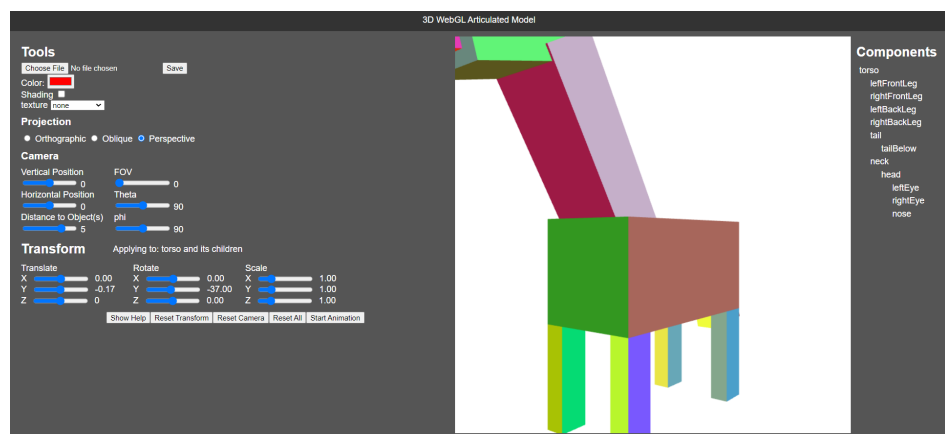 3D WebGL Articulated Model
Tools
Choose File No file chosen Save
Color:
Shading
texture none
Projection
Orthographic Oblique Perspective
Camera
Vertical Position FOV
0 0
Horizontal Position Theta
0 90
Distance to Object(s) phi
5 90
Transform Applying to: torso and its children
Translate Rotate Scale
X 0.00 X 0.00 X 1.00
Y -0.17 Y -37.00 Y 1.00
Z 0 Z 0.00 Z 1.00
Show Help Reset Transform Reset Camera Reset All Start Animation
Components
torso
leftFrontLeg
rightFrontLeg
leftBackLeg
rightBackLeg
tail
tailBelow
neck
head
leftEye
rightEye
nose